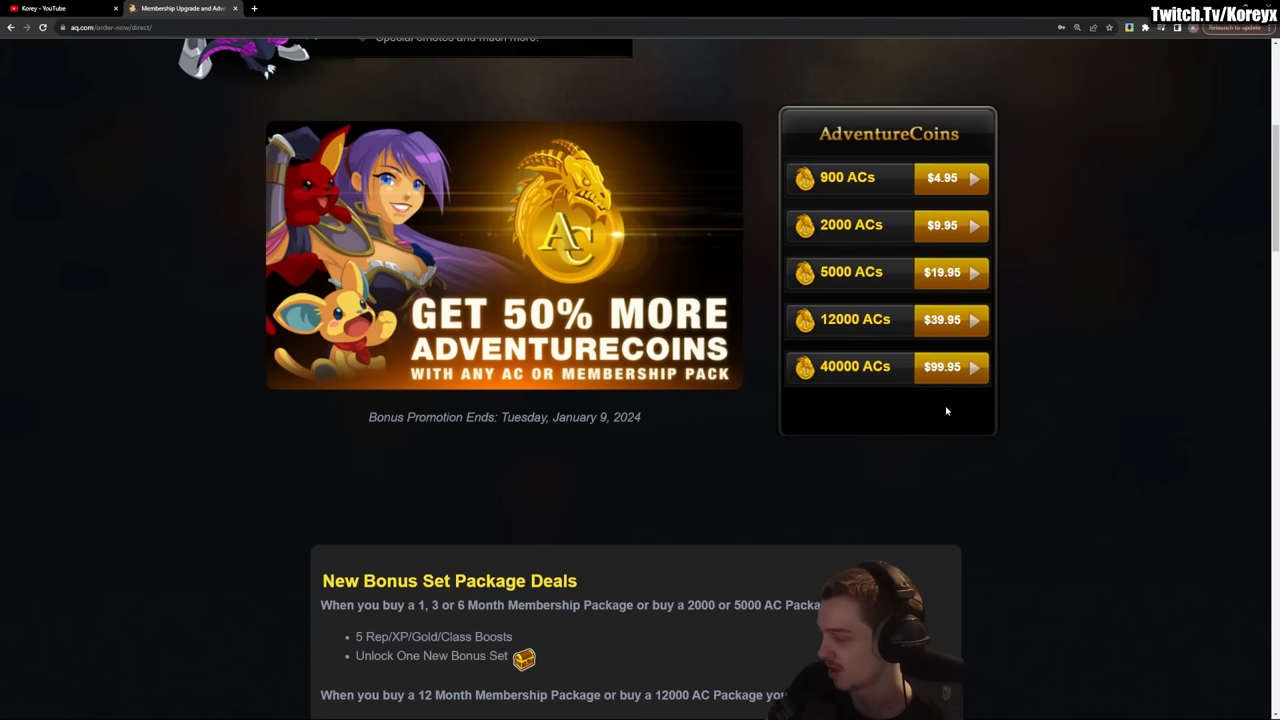 Korey - YouTube
Membership Upgrade and Adv
Twitch.Tv/Koreyx
aq.com/order-now/direct/
Relaunch to update
Special emotes and much more!
AdventureCoins
900 ACs $4.95
2000 ACs $9.95
5000 ACs $19.95
12000 ACs $39.95
40000 ACs $99.95
AC
GET 50% MORE
ADVENTURECOINS
WITH ANY AC OR MEMBERSHIP PACK
Bonus Promotion Ends: Tuesday, January 9, 2024
New Bonus Set Package Deals
When you buy a 1, 3 or 6 Month Membership Package or buy a 2000 or 5000 AC Packa
• 5 Rep/XP/Gold/Class Boosts
• Unlock One New Bonus Set
When you buy a 12 Month Membership Package or buy a 12000 AC Package you